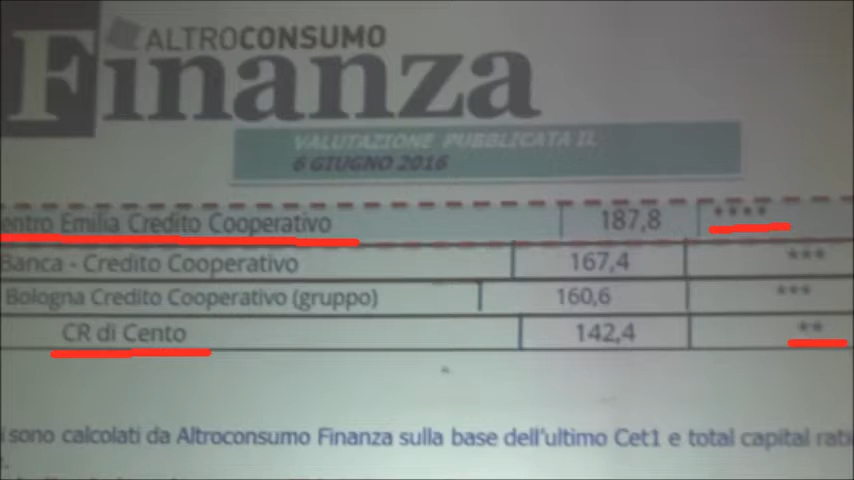 ALTROCONSUMO
Finanza
VALUTAZIONE PUBBLICATA IL
6 GIUGNO 2016
entro Emilia Credito Cooperativo 187,8 ****
Banca - Credito Cooperativo 167,4 ***
Bologna Credito Cooperativo (gruppo) 160,6 ***
CR di Cento 142,4 **
i sono calcolati da Altroconsumo Finanza sulla base dell'ultimo Cet1 e total capital rati